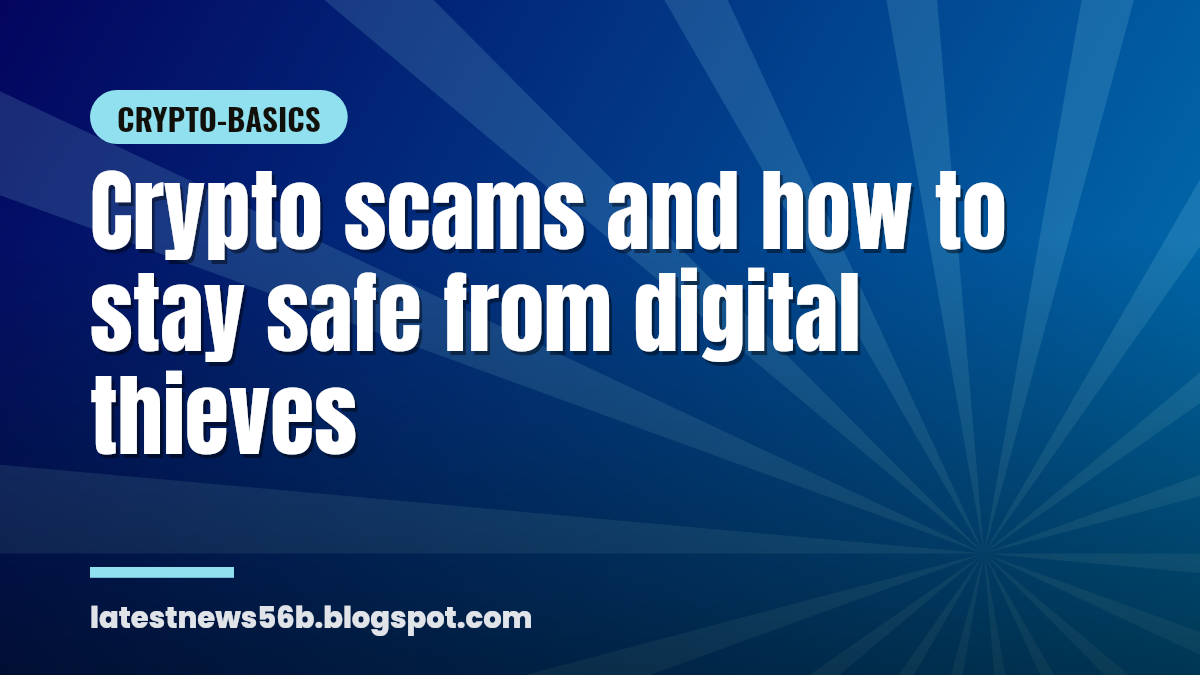 CRYPTO-BASICS
Crypto scams and how to
stay safe from digital
thieves
latestnews56b.blogspot.com